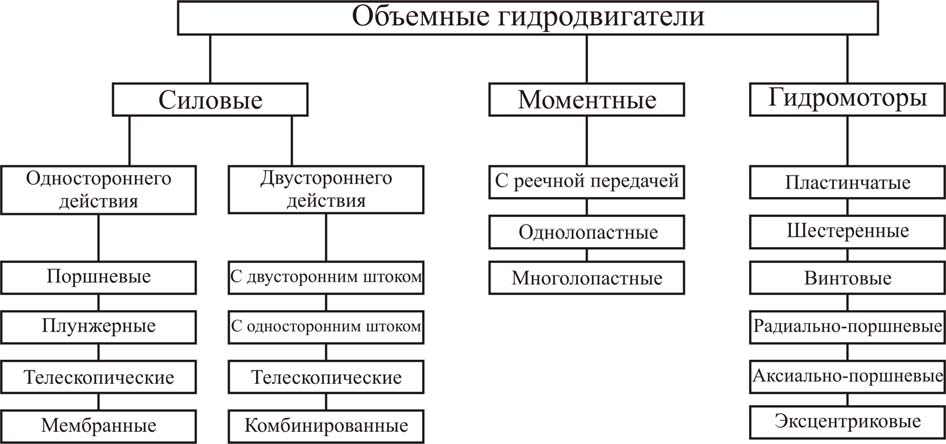 Объемные гидродвигатели
Силовые
Моментные
Гидромоторы
Одностороннего
действия
Двустороннего
действия
С реечной передачей
Пластинчатые
Однолопастные
Шестеренные
Поршневые
С двусторонним штоком
Многолопастные
Винтовые
Плунжерные
С односторонним штоком
Радиально-поршневые
Телескопические
Телескопические
Аксиально-поршневые
Мембранные
Комбинированные
Эксцентриковые